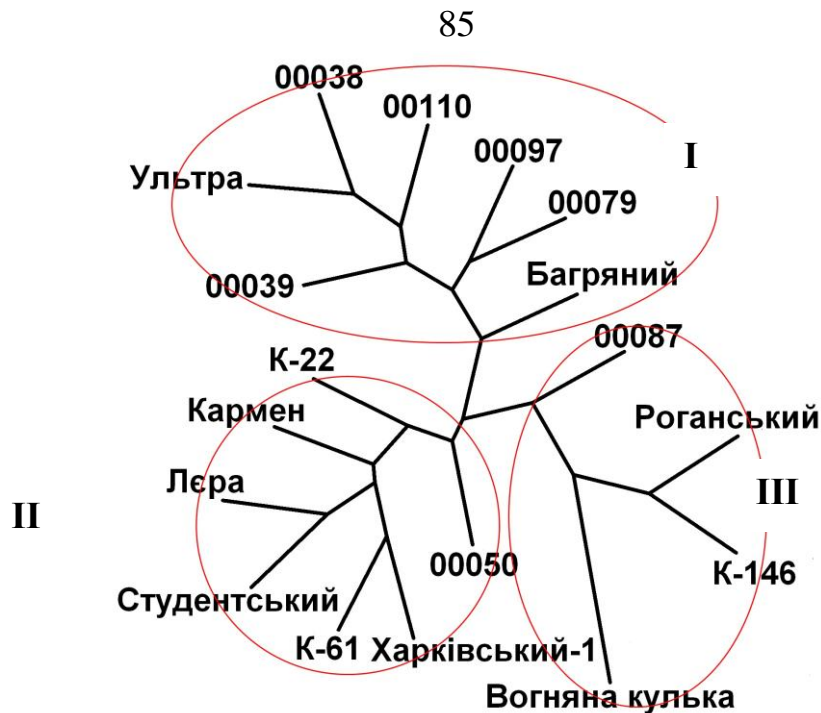 85
00038
00110
00097
I
Ультра
00079
Багряний
00039
00087
К-22
Кармен
Роганський
Лєра
III
II
00050
К-146
Студентський
К-61
Харківський-1
Вогняна кулька